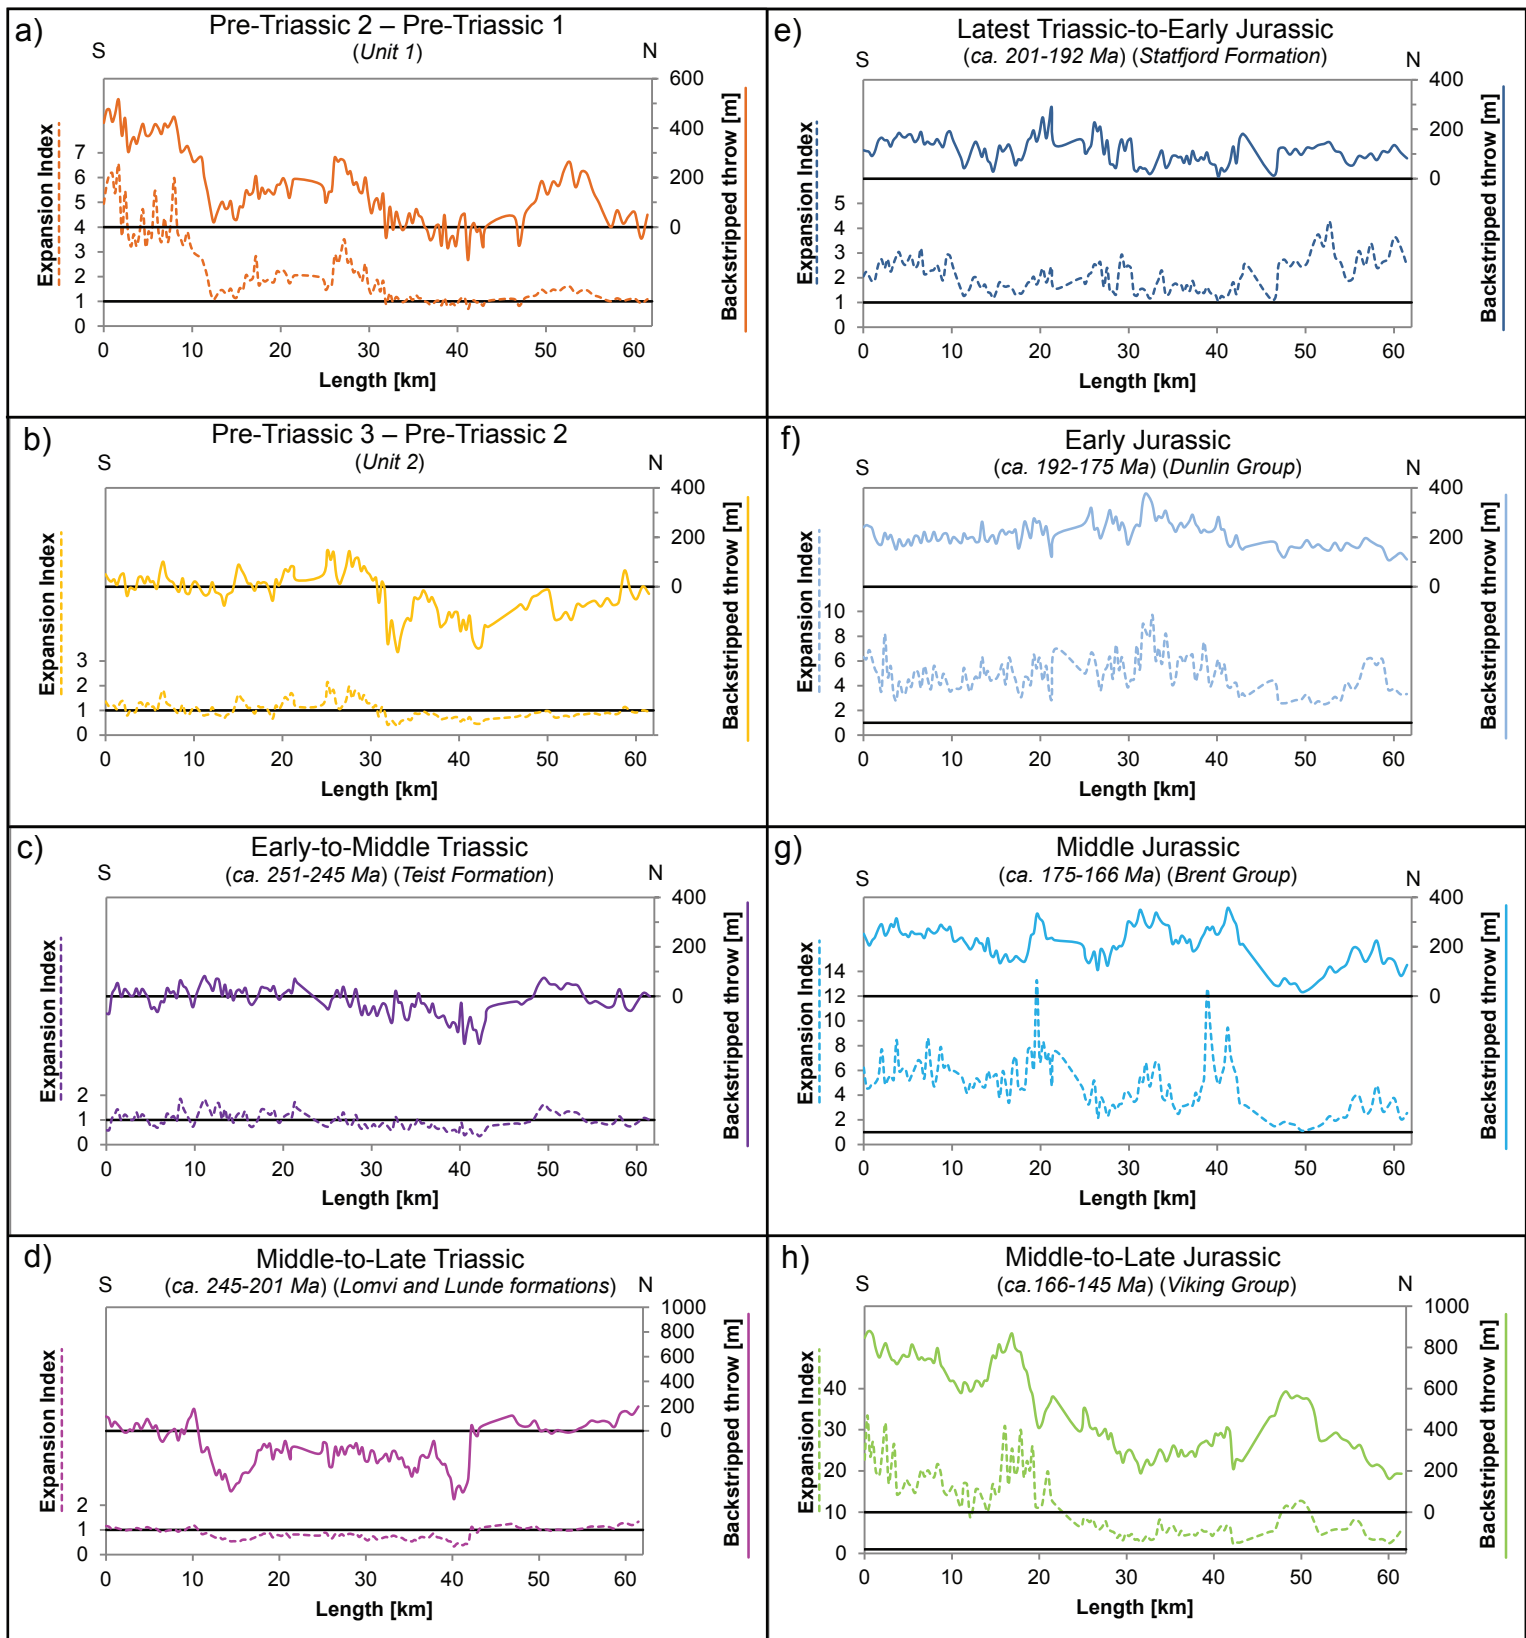 a)
Pre-Triassic 2 – Pre-Triassic 1
(Unit 1)
S N
Expansion Index
7
6
5
4
3
2
1
0
600
400
200
0
Backstripped throw [m]
0 10 20 30 40 50 60
Length [km]
b)
Pre-Triassic 3 – Pre-Triassic 2
(Unit 2)
S N
Expansion Index
3
2
1
0
400
200
0
Backstripped throw [m]
0 10 20 30 40 50 60
Length [km]
c)
Early-to-Middle Triassic
(ca. 251-245 Ma) (Teist Formation)
S N
Expansion Index
2
1
0
400
200
0
Backstripped throw [m]
0 10 20 30 40 50 60
Length [km]
d)
Middle-to-Late Triassic
(ca. 245-201 Ma) (Lomvi and Lunde formations)
S N
Expansion Index
2
1
0
1000
800
600
400
200
0
Backstripped throw [m]
0 10 20 30 40 50 60
Length [km]
e)
Latest Triassic-to-Early Jurassic
(ca. 201-192 Ma) (Statfjord Formation)
S N
Expansion Index
5
4
3
2
1
0
400
200
0
Backstripped throw [m]
0 10 20 30 40 50 60
Length [km]
f)
Early Jurassic
(ca. 192-175 Ma) (Dunlin Group)
S N
Expansion Index
10
8
6
4
2
0
400
200
0
Backstripped throw [m]
0 10 20 30 40 50 60
Length [km]
g)
Middle Jurassic
(ca. 175-166 Ma) (Brent Group)
S N
Expansion Index
14
12
10
8
6
4
2
0
400
200
0
Backstripped throw [m]
0 10 20 30 40 50 60
Length [km]
h)
Middle-to-Late Jurassic
(ca.166-145 Ma) (Viking Group)
S N
Expansion Index
40
30
20
10
0
1000
800
600
400
200
0
Backstripped throw [m]
0 10 20 30 40 50 60
Length [km]